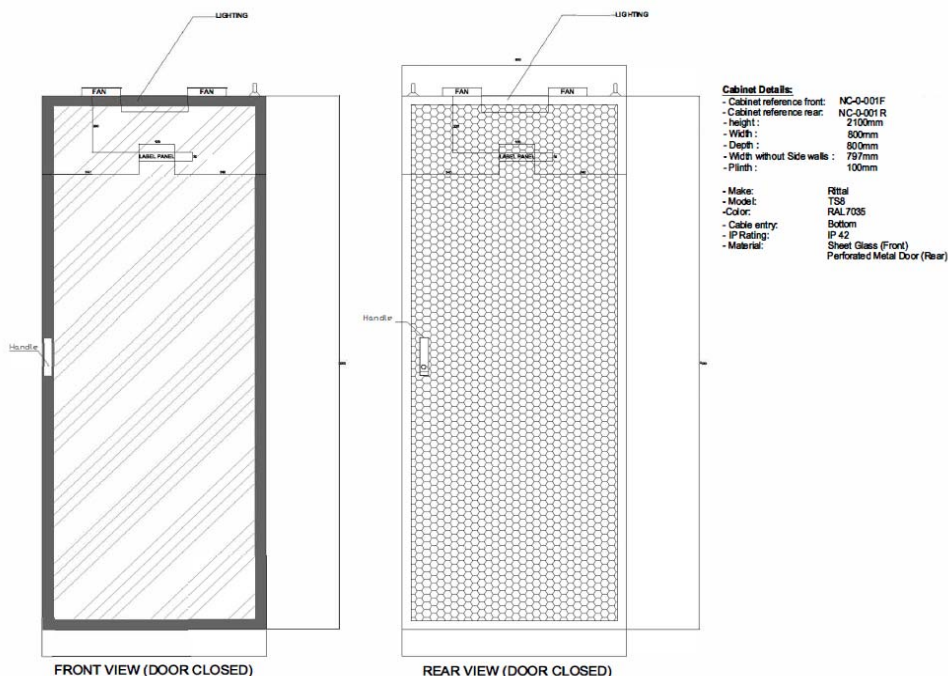 LIGHTING
LIGHTING
FAN
FAN
FAN
FAN
LABEL PANEL
LABEL PANEL
Handle
Handle
Cabinet Details:
- Cabinet reference front: NC-0-001F
- Cabinet reference rear: NC-0-001R
- height : 2100mm
- Width : 800mm
- Depth : 800mm
- Width without Side walls : 797mm
- Plinth : 100mm
- Make: Rittal
- Model: TS8
-Color: RAL7035
- Cable entry: Bottom
- IP Rating: IP 42
- Material: Sheet Glass (Front)
Perforated Metal Door (Rear)
FRONT VIEW (DOOR CLOSED)
REAR VIEW (DOOR CLOSED)